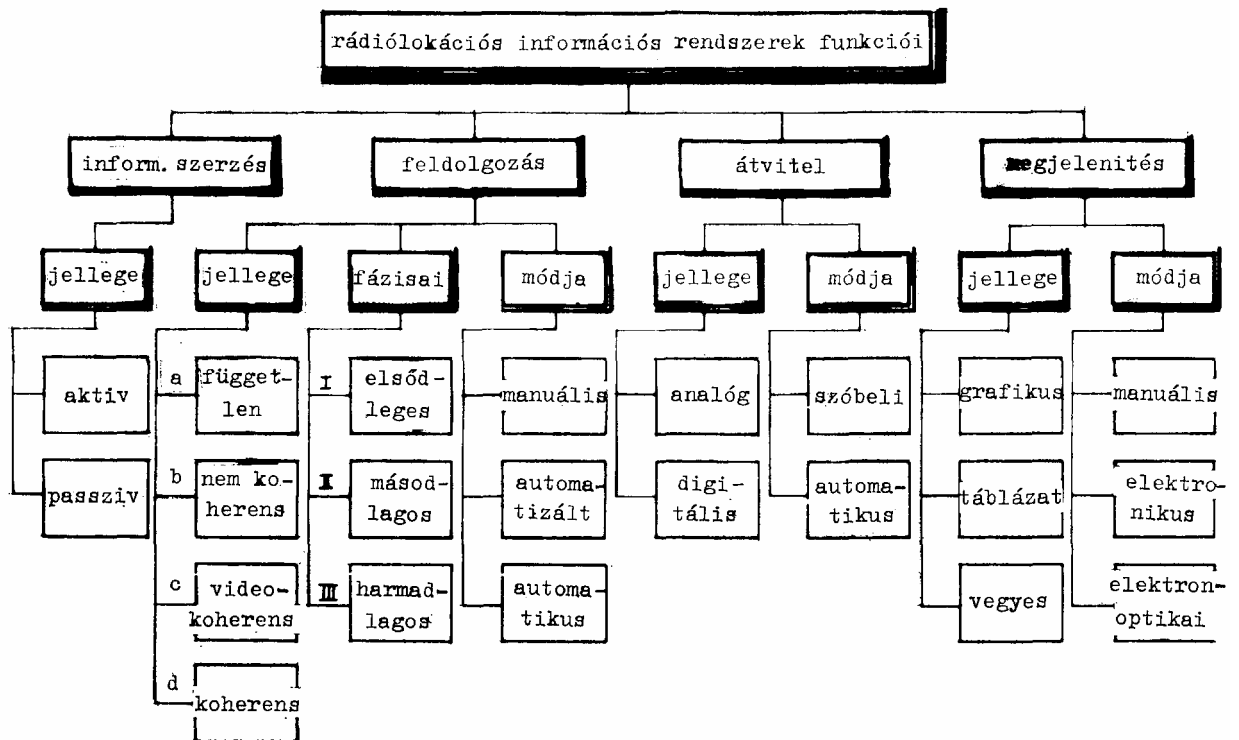 rádiólokációs információs rendszerek funkciói
inform. szerzés
feldolgozás
átvitel
megjelenités
jellege
jellege
fázisai
módja
jellege
módja
jellege
módja
aktiv
passziv
a
függet-
len
b
nem ko-
herens
c
video-
koherens
d
koherens
I
elsőd-
leges
II
másod-
lagos
III
harmad-
lagos
manuális
automa-
tizált
automa-
tikus
analóg
digi-
tális
szóbeli
automa-
tikus
grafikus
táblázat
vegyes
manuális
elektro-
nikus
elektron-
optikai